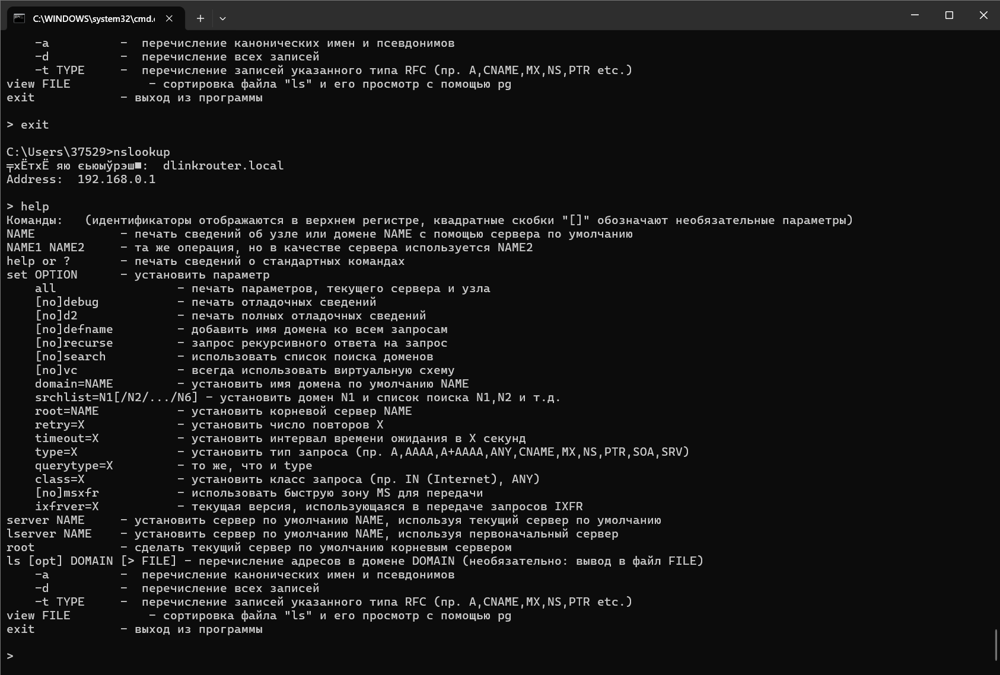 C:\WINDOWS\system32\cmd.
-a - перечисление канонических имен и псевдонимов
-d - перечисление всех записей
-t TYPE - перечисление записей указанного типа RFC (пр. A,CNAME,MX,NS,PTR etc.)
view FILE - сортировка файла "ls" и его просмотр с помощью pg
exit - выход из программы
> exit
C:\Users\37529>nslookup
╤хЁтхЁ яю єьюыўрэш■: dlinkrouter.local
Address: 192.168.0.1
> help
Команды: (идентификаторы отображаются в верхнем регистре, квадратные скобки "[]" обозначают необязательные параметры)
NAME - печать сведений об узле или домене NAME с помощью сервера по умолчанию
NAME1 NAME2 - та же операция, но в качестве сервера используется NAME2
help or ? - печать сведений о стандартных командах
set OPTION - установить параметр
all - печать параметров, текущего сервера и узла
[no]debug - печать отладочных сведений
[no]d2 - печать полных отладочных сведений
[no]defname - добавить имя домена ко всем запросам
[no]recurse - запрос рекурсивного ответа на запрос
[no]search - использовать список поиска доменов
[no]vc - всегда использовать виртуальную схему
domain=NAME - установить имя домена по умолчанию NAME
srchlist=N1[/N2/.../N6] - установить домен N1 и список поиска N1,N2 и т.д.
root=NAME - установить корневой сервер NAME
retry=X - установить число повторов X
timeout=X - установить интервал времени ожидания в X секунд
type=X - установить тип запроса (пр. A,AAAA,A+AAAA,ANY,CNAME,MX,NS,PTR,SOA,SRV)
querytype=X - то же, что и type
class=X - установить класс запроса (пр. IN (Internet), ANY)
[no]msxfr - использовать быструю зону MS для передачи
ixfrver=X - текущая версия, использующаяся в передаче запросов IXFR
server NAME - установить сервер по умолчанию NAME, используя текущий сервер по умолчанию
lserver NAME - установить сервер по умолчанию NAME, используя первоначальный сервер
root - сделать текущий сервер по умолчанию корневым сервером
ls [opt] DOMAIN [> FILE] - перечисление адресов в домене DOMAIN (необязательно: вывод в файл FILE)
-a - перечисление канонических имен и псевдонимов
-d - перечисление всех записей
-t TYPE - перечисление записей указанного типа RFC (пр. A,CNAME,MX,NS,PTR etc.)
view FILE - сортировка файла "ls" и его просмотр с помощью pg
exit - выход из программы
>